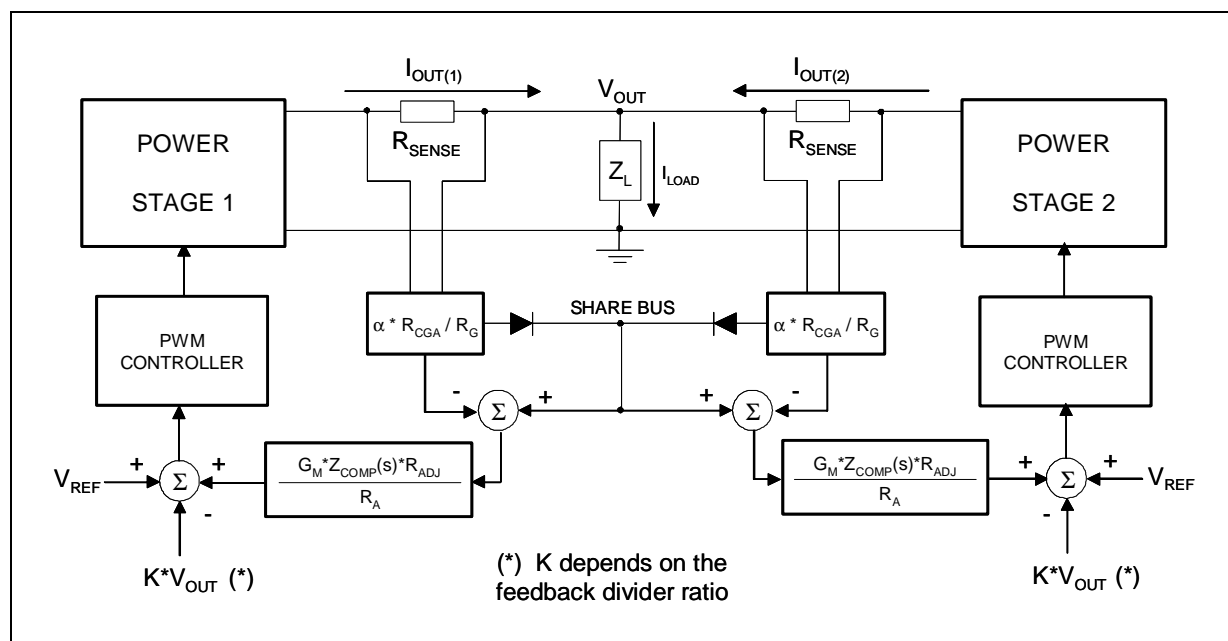 I_OUT(1)
I_OUT(2)
V_OUT
POWER
STAGE 1
R_SENSE
Z_L
I_LOAD
R_SENSE
POWER
STAGE 2
α * R_CGA / R_G
SHARE BUS
α * R_CGA / R_G
PWM
CONTROLLER
PWM
CONTROLLER
-
Σ
+
+
Σ
-
V_REF
+
Σ
+
-
G_M*Z_COMP(s)*R_ADJ
R_A
G_M*Z_COMP(s)*R_ADJ
R_A
+
Σ
+
-
V_REF
K*V_OUT (*)
(*) K depends on the
feedback divider ratio
K*V_OUT (*)